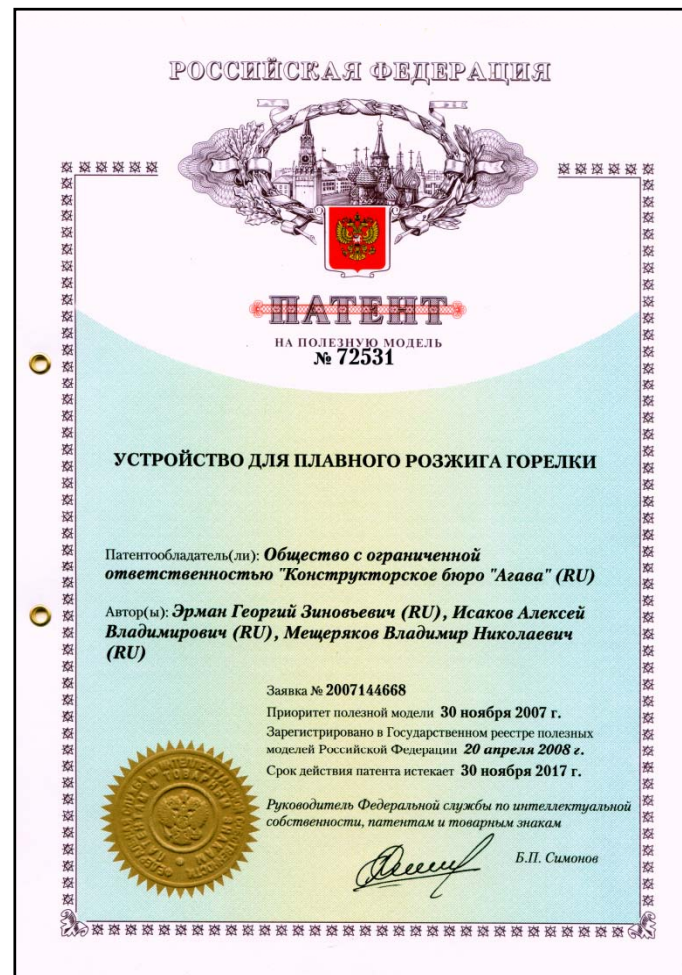 РОССИЙСКАЯ ФЕДЕРАЦИЯ
ПАТЕНТ
НА ПОЛЕЗНУЮ МОДЕЛЬ
№ 72531
УСТРОЙСТВО ДЛЯ ПЛАВНОГО РОЗЖИГА ГОРЕЛКИ
Патентообладатель(ли): Общество с ограниченной
ответственностью "Конструкторское бюро "Агава" (RU)
Автор(ы): Эрман Георгий Зиновьевич (RU), Исаков Алексей
Владимирович (RU), Мещеряков Владимир Николаевич
(RU)
Заявка № 2007144668
Приоритет полезной модели 30 ноября 2007 г.
Зарегистрировано в Государственном реестре полезных
моделей Российской Федерации 20 апреля 2008 г.
Срок действия патента истекает 30 ноября 2017 г.
Руководитель Федеральной службы по интеллектуальной
собственности, патентам и товарным знакам
Б.П. Симонов